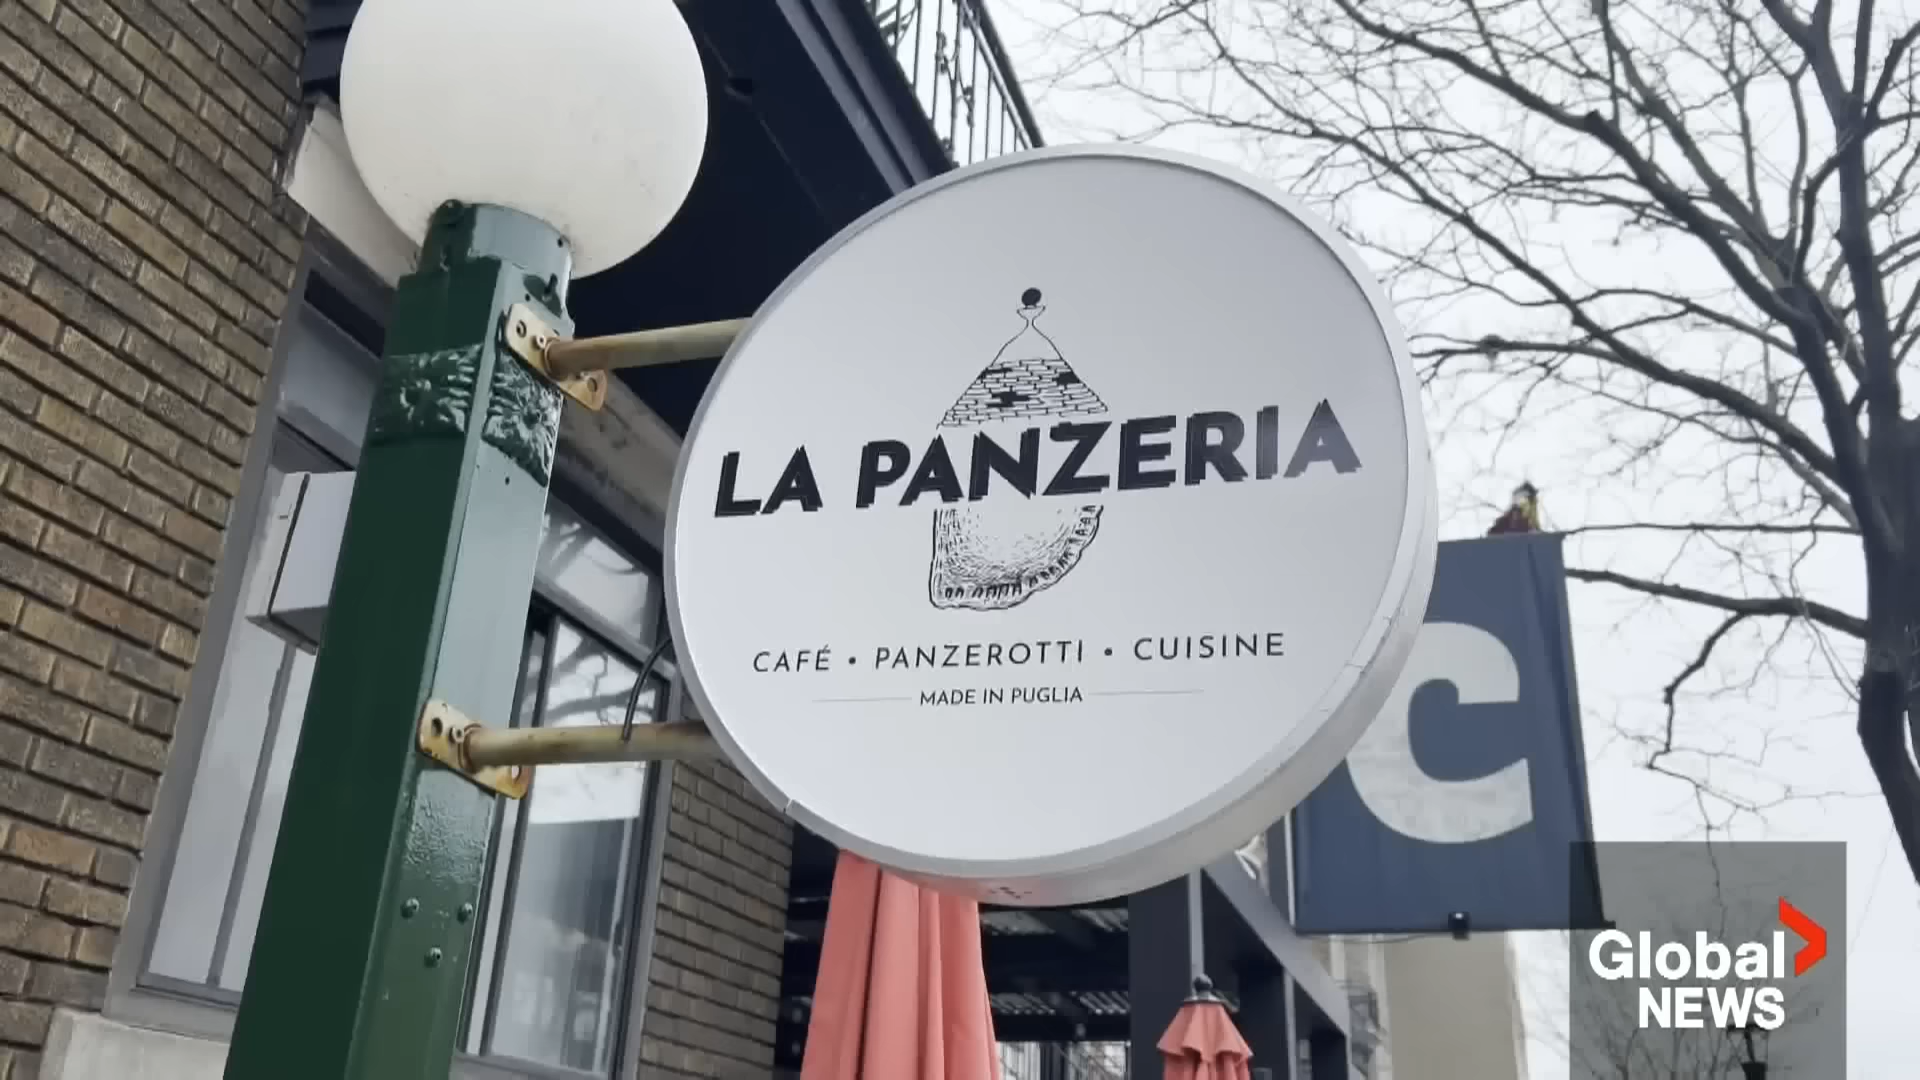 LA PANZERIA
CAFÉ • PANZEROTTI • CUISINE
MADE IN PUGLIA
C
Global
NEWS